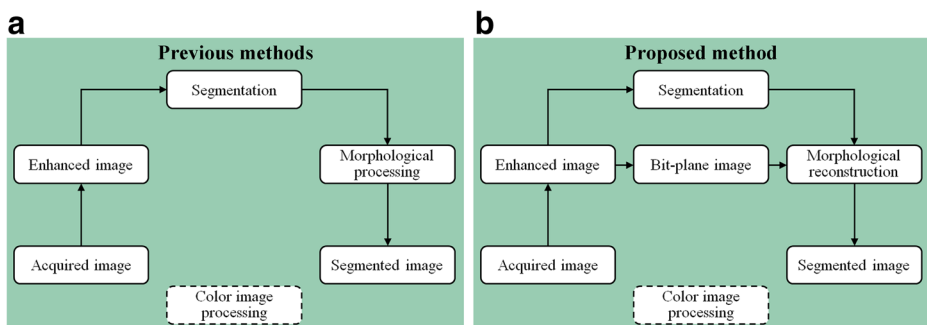 a
Previous methods
Segmentation
Enhanced image
Morphological
processing
Acquired image
Segmented image
Color image
processing
b
Proposed method
Segmentation
Enhanced image
Bit-plane image
Morphological
reconstruction
Acquired image
Segmented image
Color image
processing